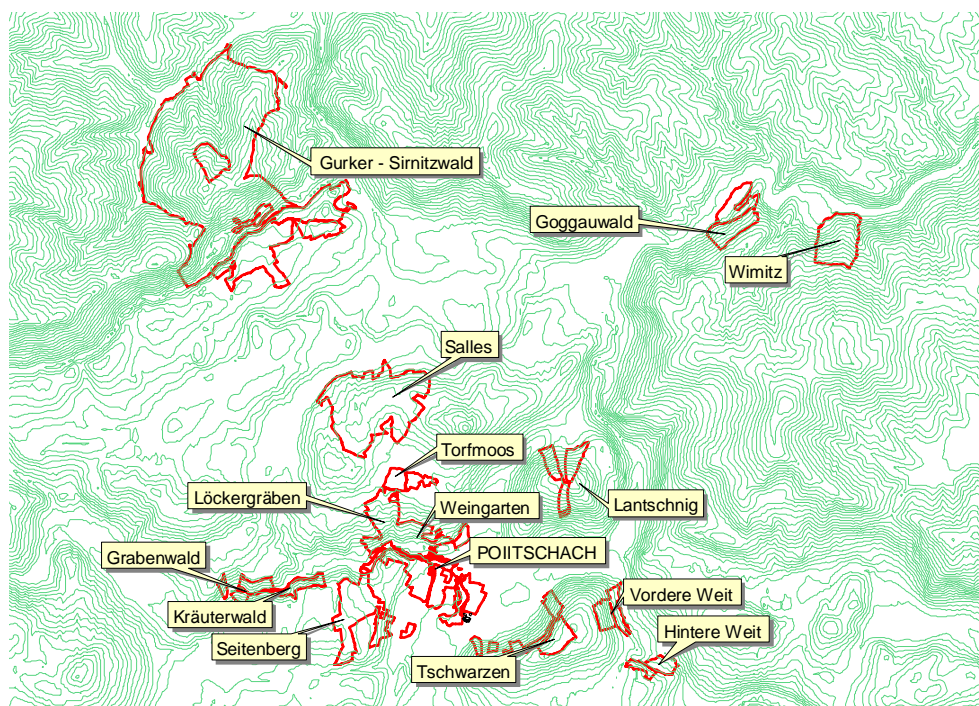 Gurker - Sirnitzwald
Goggauwald
Wimitz
Salles
Torfmoos
Löckergräben
Weingarten
Lantschnig
POIITSCHACH
Grabenwald
Kräuterwald
Vordere Weit
Seitenberg
Hintere Weit
Tschwarzen